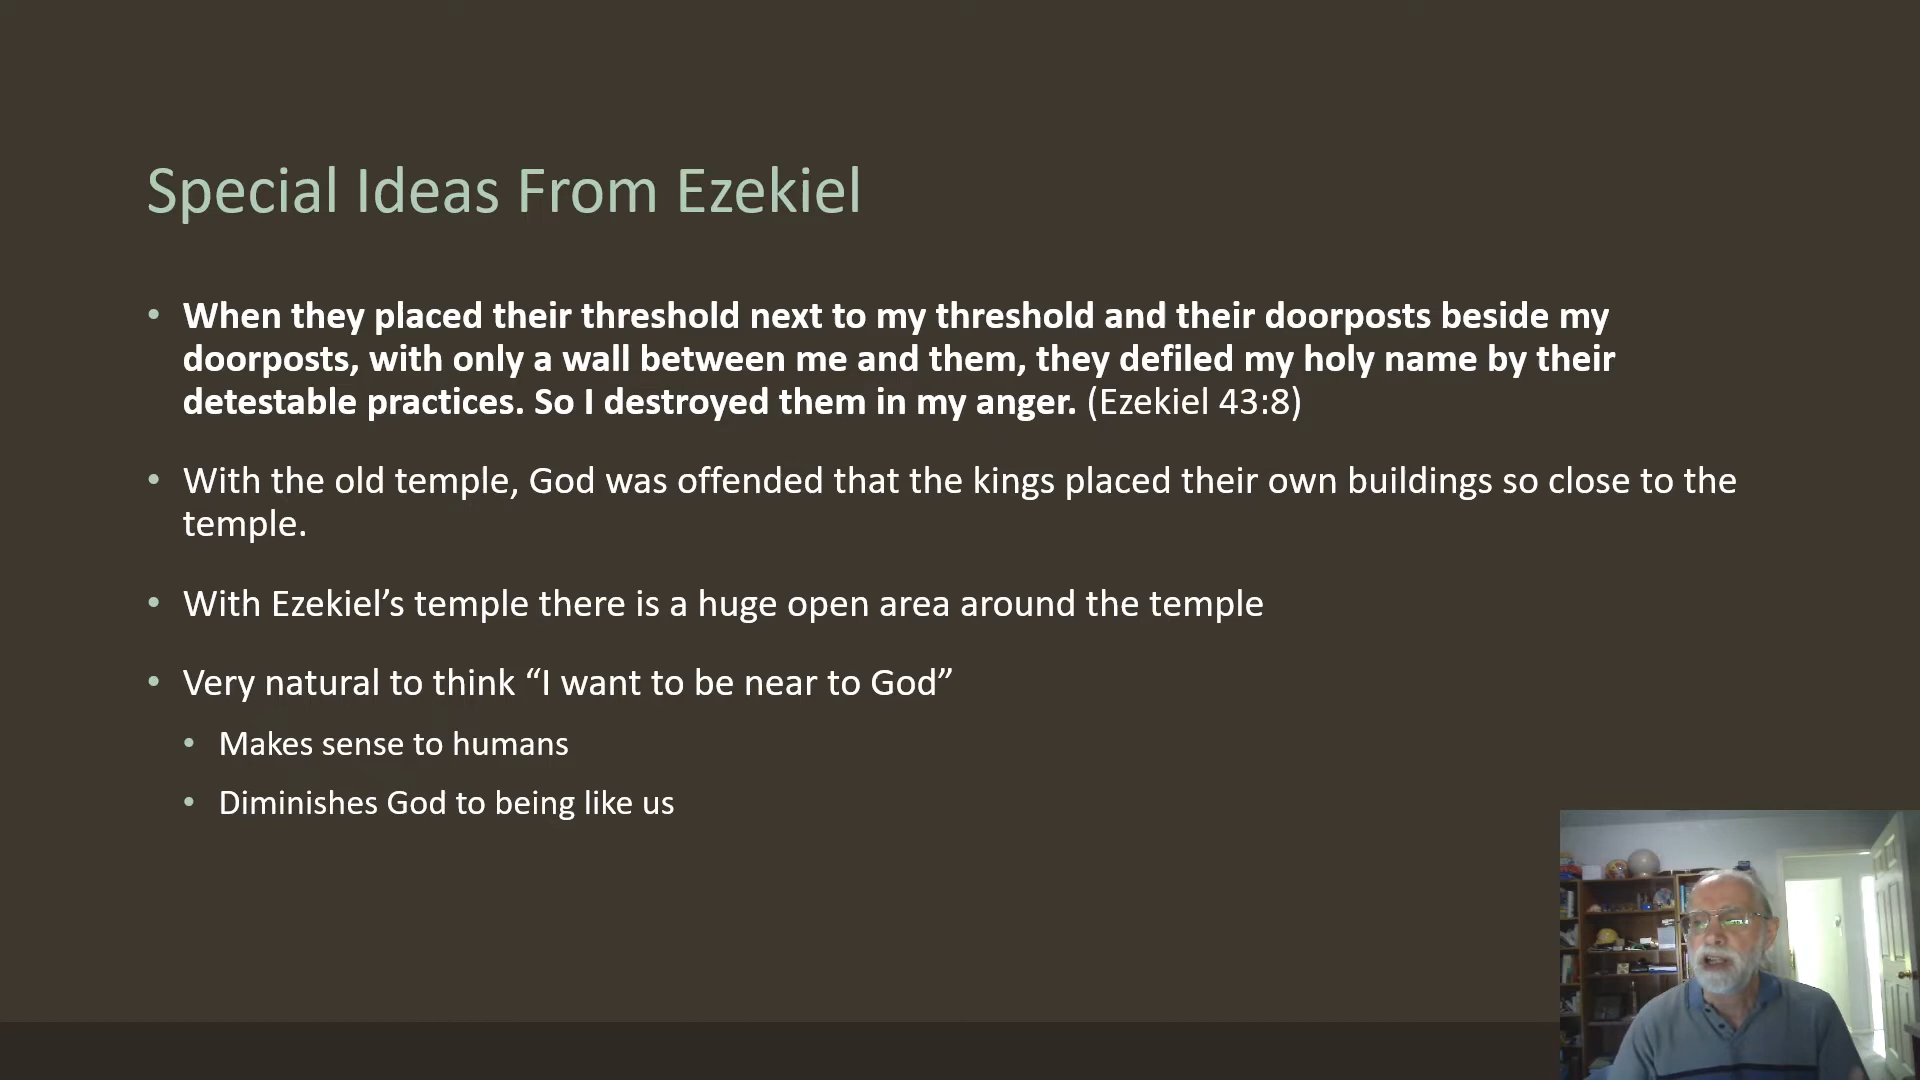 Special Ideas From Ezekiel
• When they placed their threshold next to my threshold and their doorposts beside my
doorposts, with only a wall between me and them, they defiled my holy name by their
detestable practices. So I destroyed them in my anger. (Ezekiel 43:8)
• With the old temple, God was offended that the kings placed their own buildings so close to the
temple.
• With Ezekiel’s temple there is a huge open area around the temple
• Very natural to think “I want to be near to God”
• Makes sense to humans
• Diminishes God to being like us